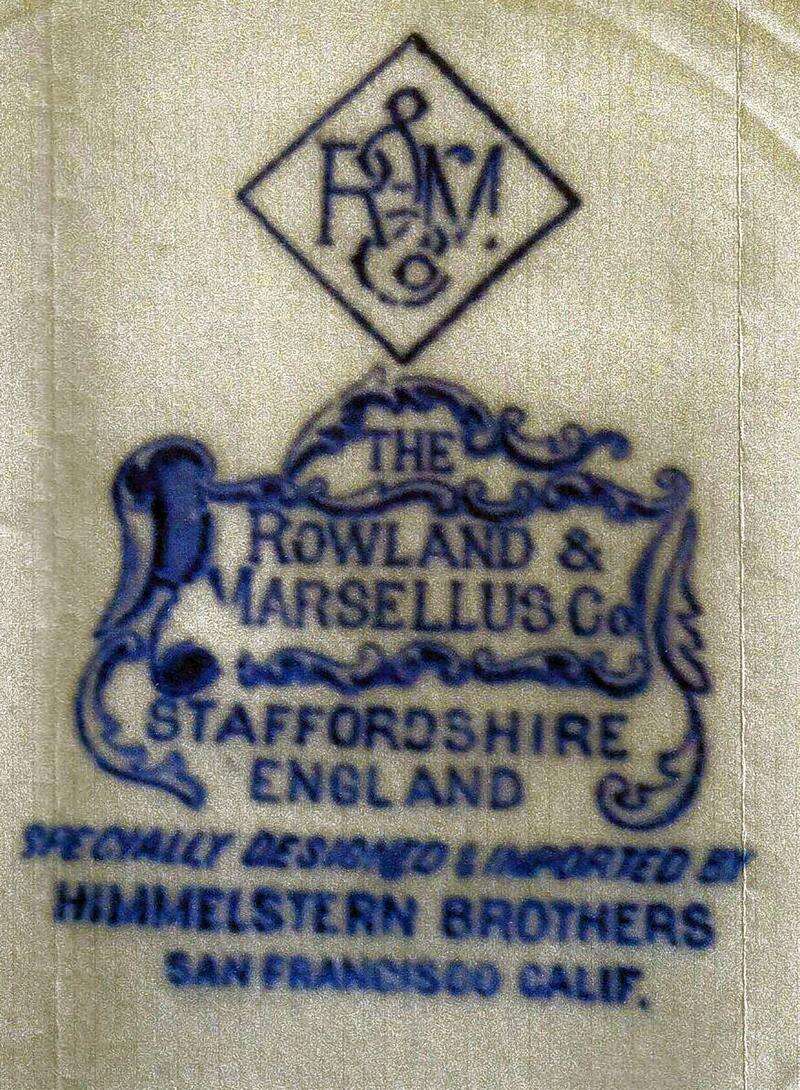 R & M
Co
THE
ROWLAND &
MARSELLUS Co
STAFFORDSHIRE
ENGLAND
SPECIALLY DESIGNED & IMPORTED BY
HIMMELSTERN BROTHERS
SAN FRANCISCO CALIF.